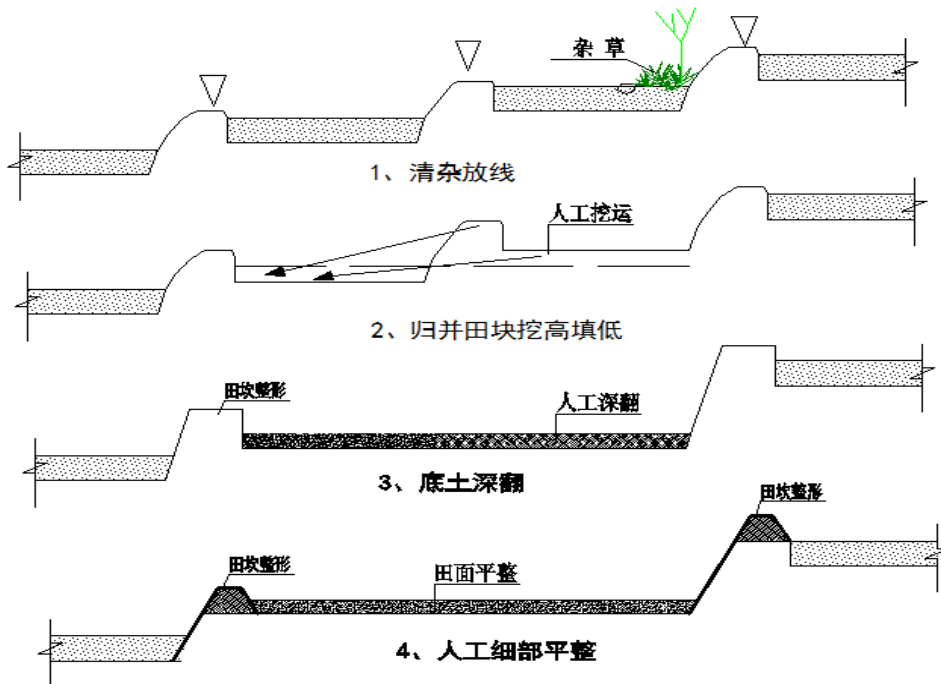 杂 草
1、清杂放线
人工挖运
2、归并田块挖高填低
田坎整形
人工深翻
3、底土深翻
田坎整形
田坎整形
田面平整
4、人工细部平整